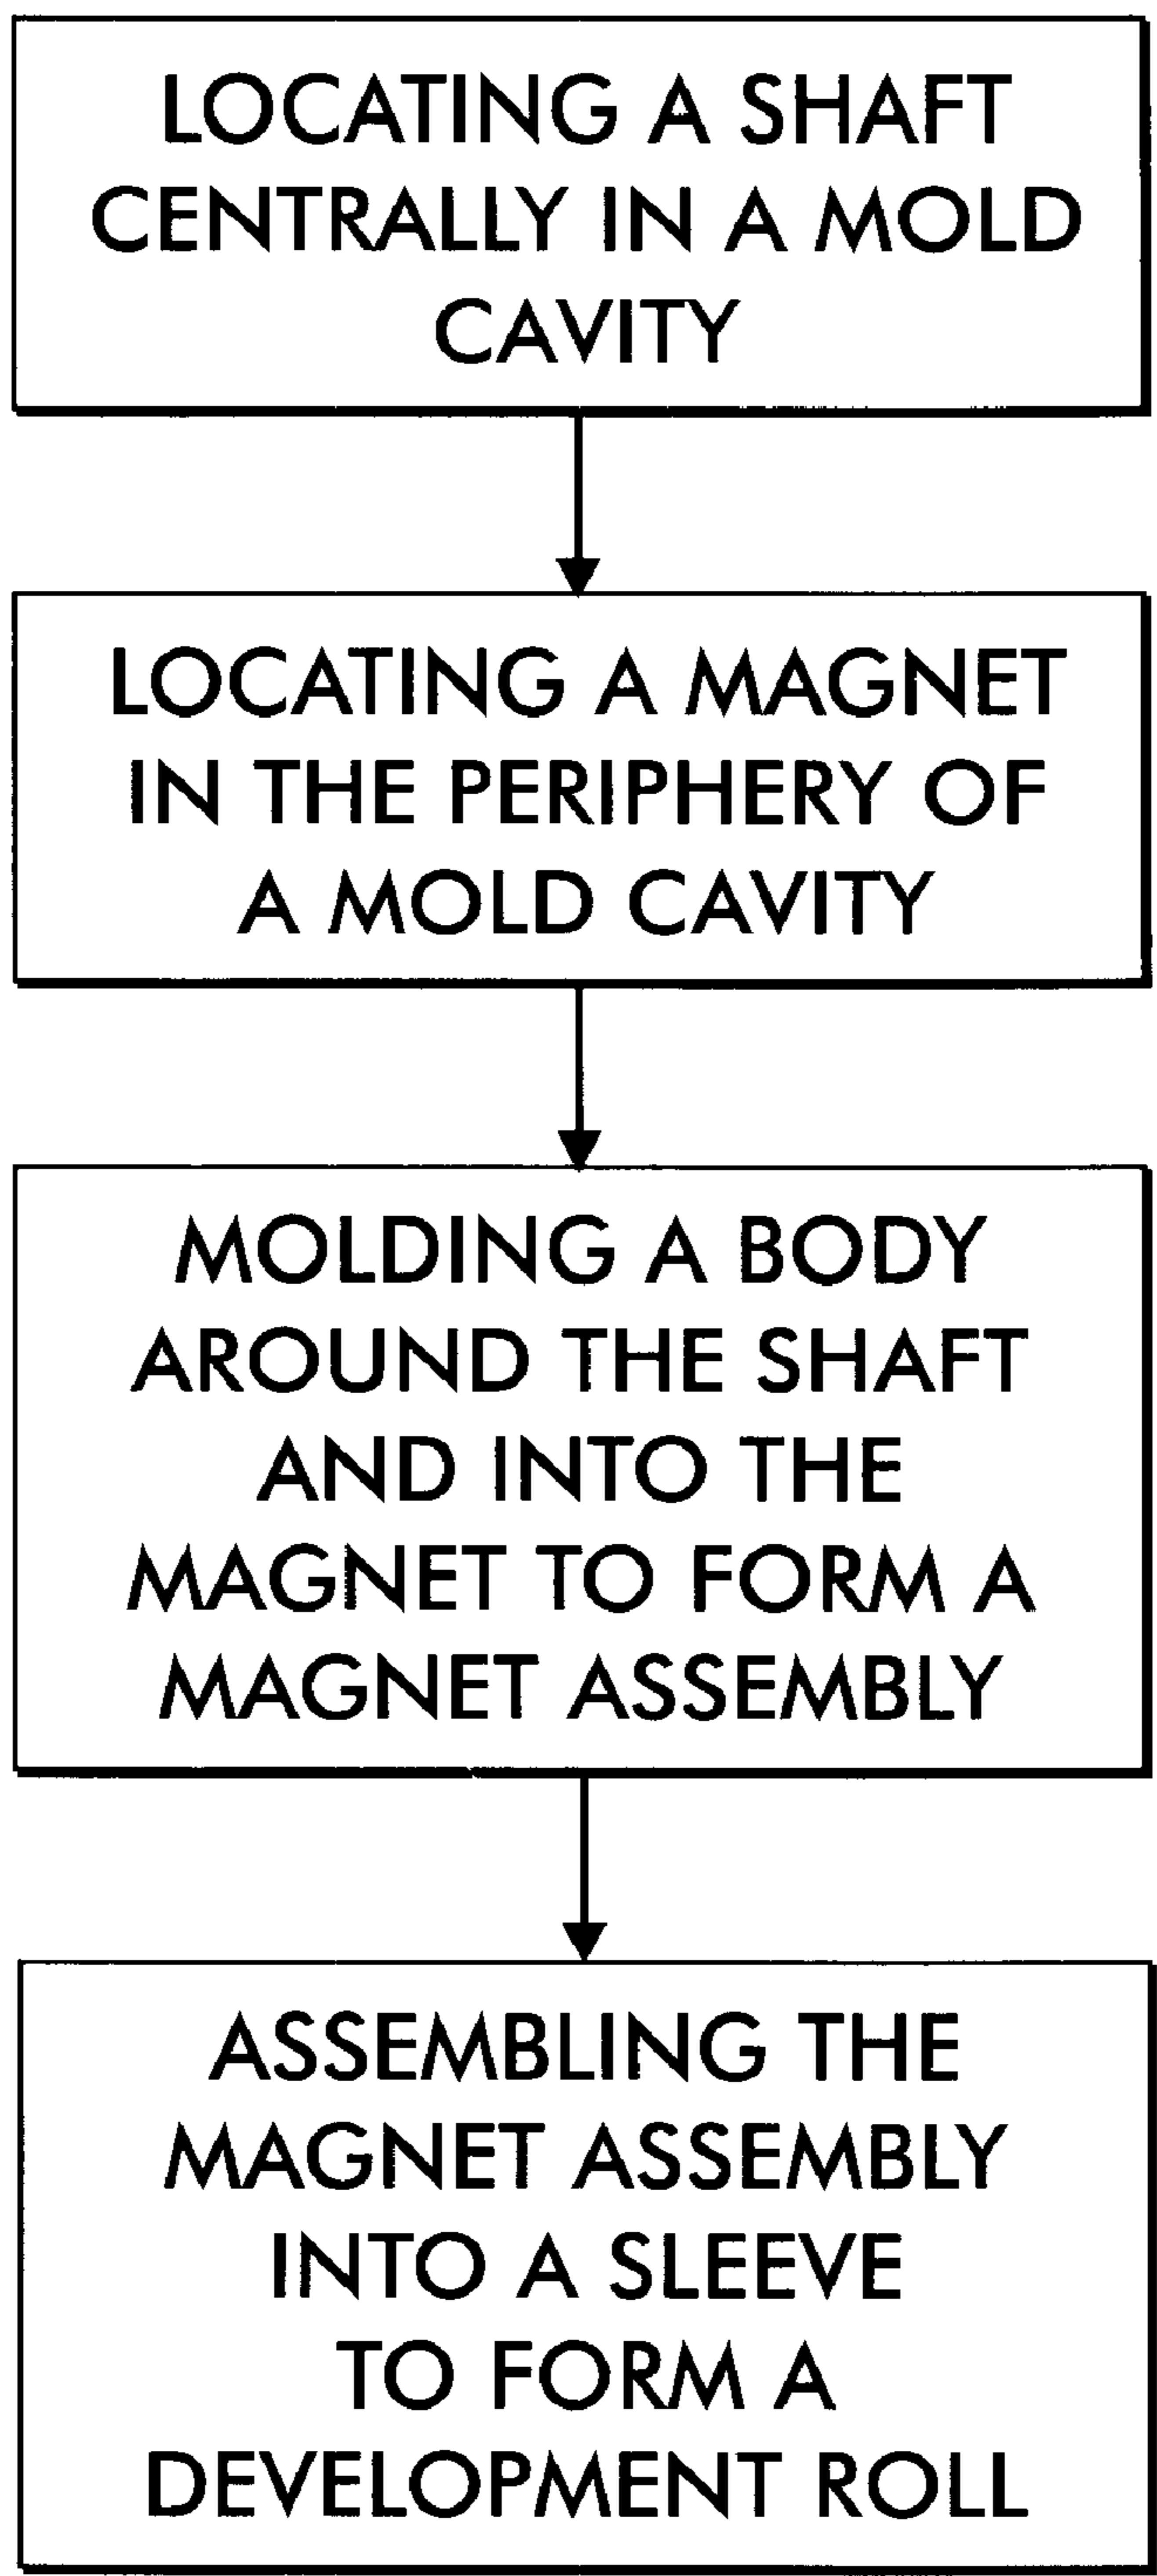 LOCATING A SHAFT
CENTRALLY IN A MOLD
CAVITY
LOCATING A MAGNET
IN THE PERIPHERY OF
A MOLD CAVITY
MOLDING A BODY
AROUND THE SHAFT
AND INTO THE
MAGNET TO FORM A
MAGNET ASSEMBLY
ASSEMBLING THE
MAGNET ASSEMBLY
INTO A SLEEVE
TO FORM A
DEVELOPMENT ROLL